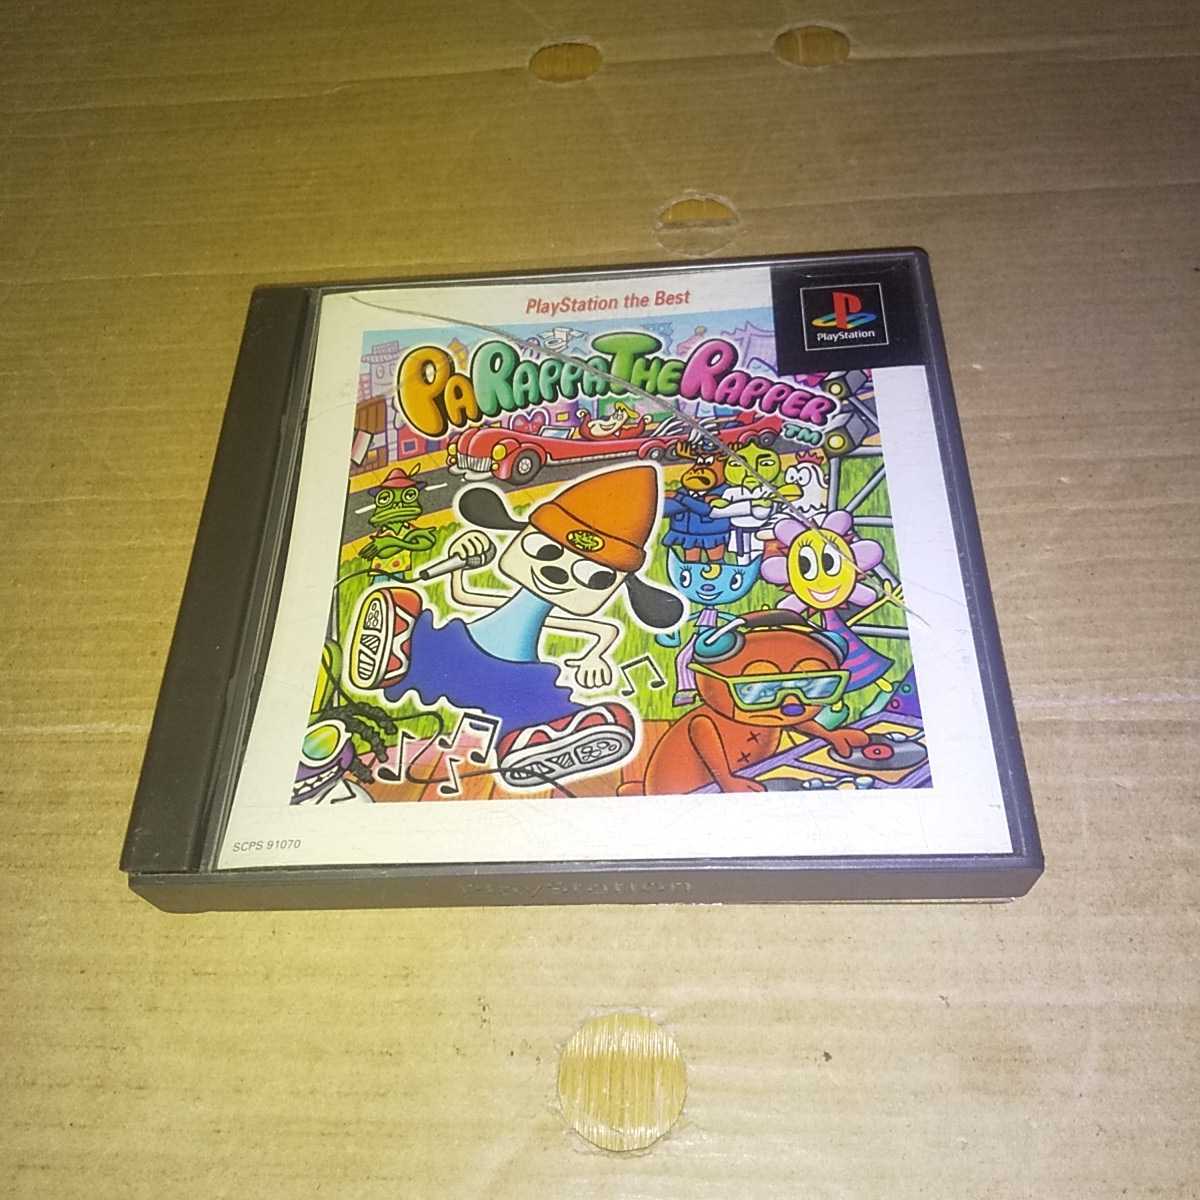 PlayStation the Best
PlayStation
PARAPPA THE RAPPER
TM
SCPS 91070
PlayStation